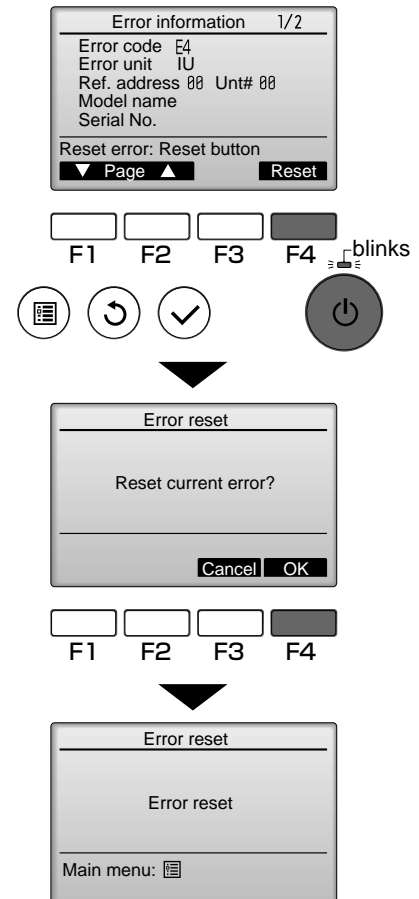 Error information 1/2
Error code E4
Error unit IU
Ref. address 00 Unt# 00
Model name
Serial No.
Reset error: Reset button
▼ Page ▲ Reset
F1 F2 F3 F4
blinks
Error reset
Reset current error?
Cancel OK
F1 F2 F3 F4
Error reset
Error reset
Main menu: